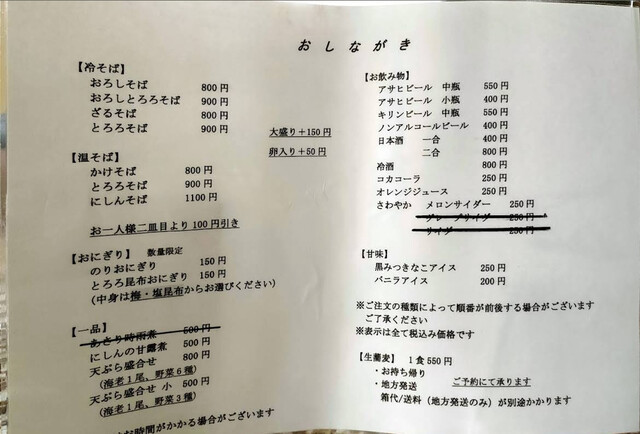 おしながき
【冷そば】
おろしそば 800円
おろしとろろそば 900円
ざるそば 800円
とろろそば 900円
大盛り＋150円
卵入り＋50円
【温そば】
かけそば 800円
とろろそば 900円
にしんそば 1100円
お一人様二皿目より100円引き
【おにぎり】 数量限定
のりおにぎり 150円
とろろ昆布おにぎり 150円
(中身は梅・塩昆布からお選びください)
【一品】
あさり時雨煮 500円
にしんの甘露煮 500円
天ぷら盛合せ 800円
(海老1尾、野菜6種)
天ぷら盛合せ 小 500円
(海老1尾、野菜3種)
お時間がかかる場合がございます
【お飲み物】
アサヒビール 中瓶 550円
アサヒビール 小瓶 400円
キリンビール 中瓶 550円
ノンアルコールビール 400円
日本酒 一合 400円
二合 800円
冷酒 800円
コカコーラ 250円
オレンジジュース 250円
さわやか メロンサイダー 250円
250円
サイダー 250円
【甘味】
黒みつきなこアイス 250円
バニラアイス 200円
※ご注文の種類によって順番が前後する場合がございます
ご了承ください
※表示は全て税込み価格です
【生蕎麦】 1食550円
・お持ち帰り
・地方発送 ご予約にて承ります
箱代/送料（地方発送のみ）が別途かかります